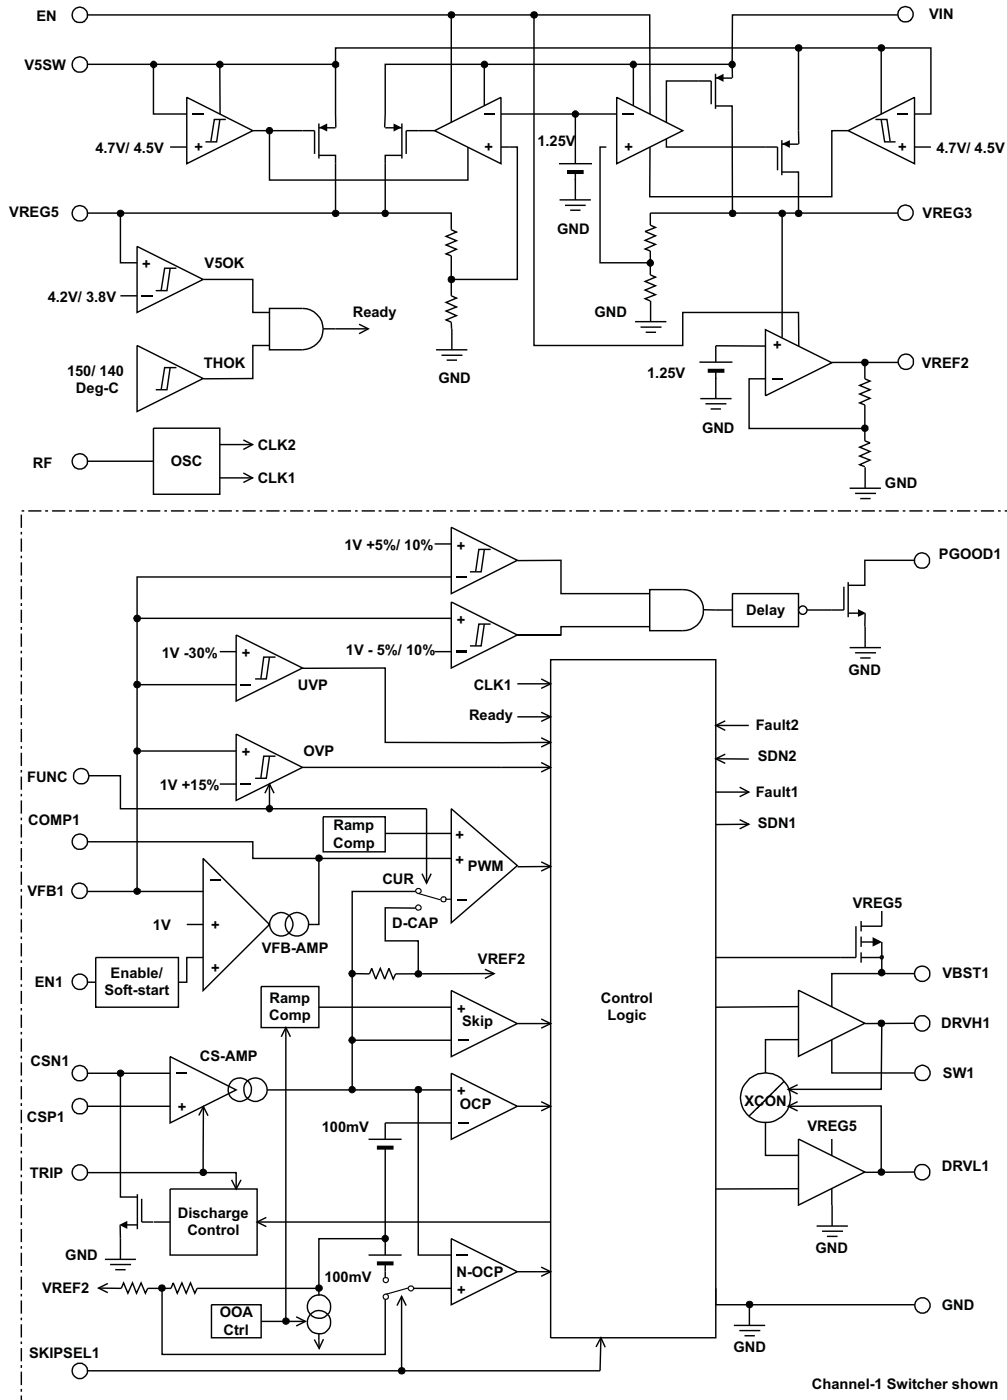 EN
VIN
V5SW
4.7V/ 4.5V
1.25V
4.7V/ 4.5V
GND
VREG5
VREG3
V5OK
4.2V/ 3.8V
Ready
GND
THOK
150/ 140
Deg-C
GND
1.25V
VREF2
GND
RF
OSC
CLK2
CLK1
GND
1V +5%/ 10%
PGOOD1
Delay
1V - 5%/ 10%
GND
1V -30%
UVP
CLK1
Ready
Fault2
OVP
SDN2
FUNC
1V +15%
Fault1
COMP1
Ramp
Comp
SDN1
PWM
CUR
VFB1
D-CAP
VREG5
1V
VFB-AMP
EN1
Enable/
Soft-start
VREF2
VBST1
Ramp
Comp
Skip
Control
Logic
DRVH1
CSN1
CS-AMP
SW1
CSP1
OCP
XCON
100mV
VREG5
TRIP
DRVL1
Discharge
Control
GND
GND
100mV
N-OCP
VREF2
OOA
Ctrl
GND
GND
SKIPSEL1
Channel-1 Switcher shown